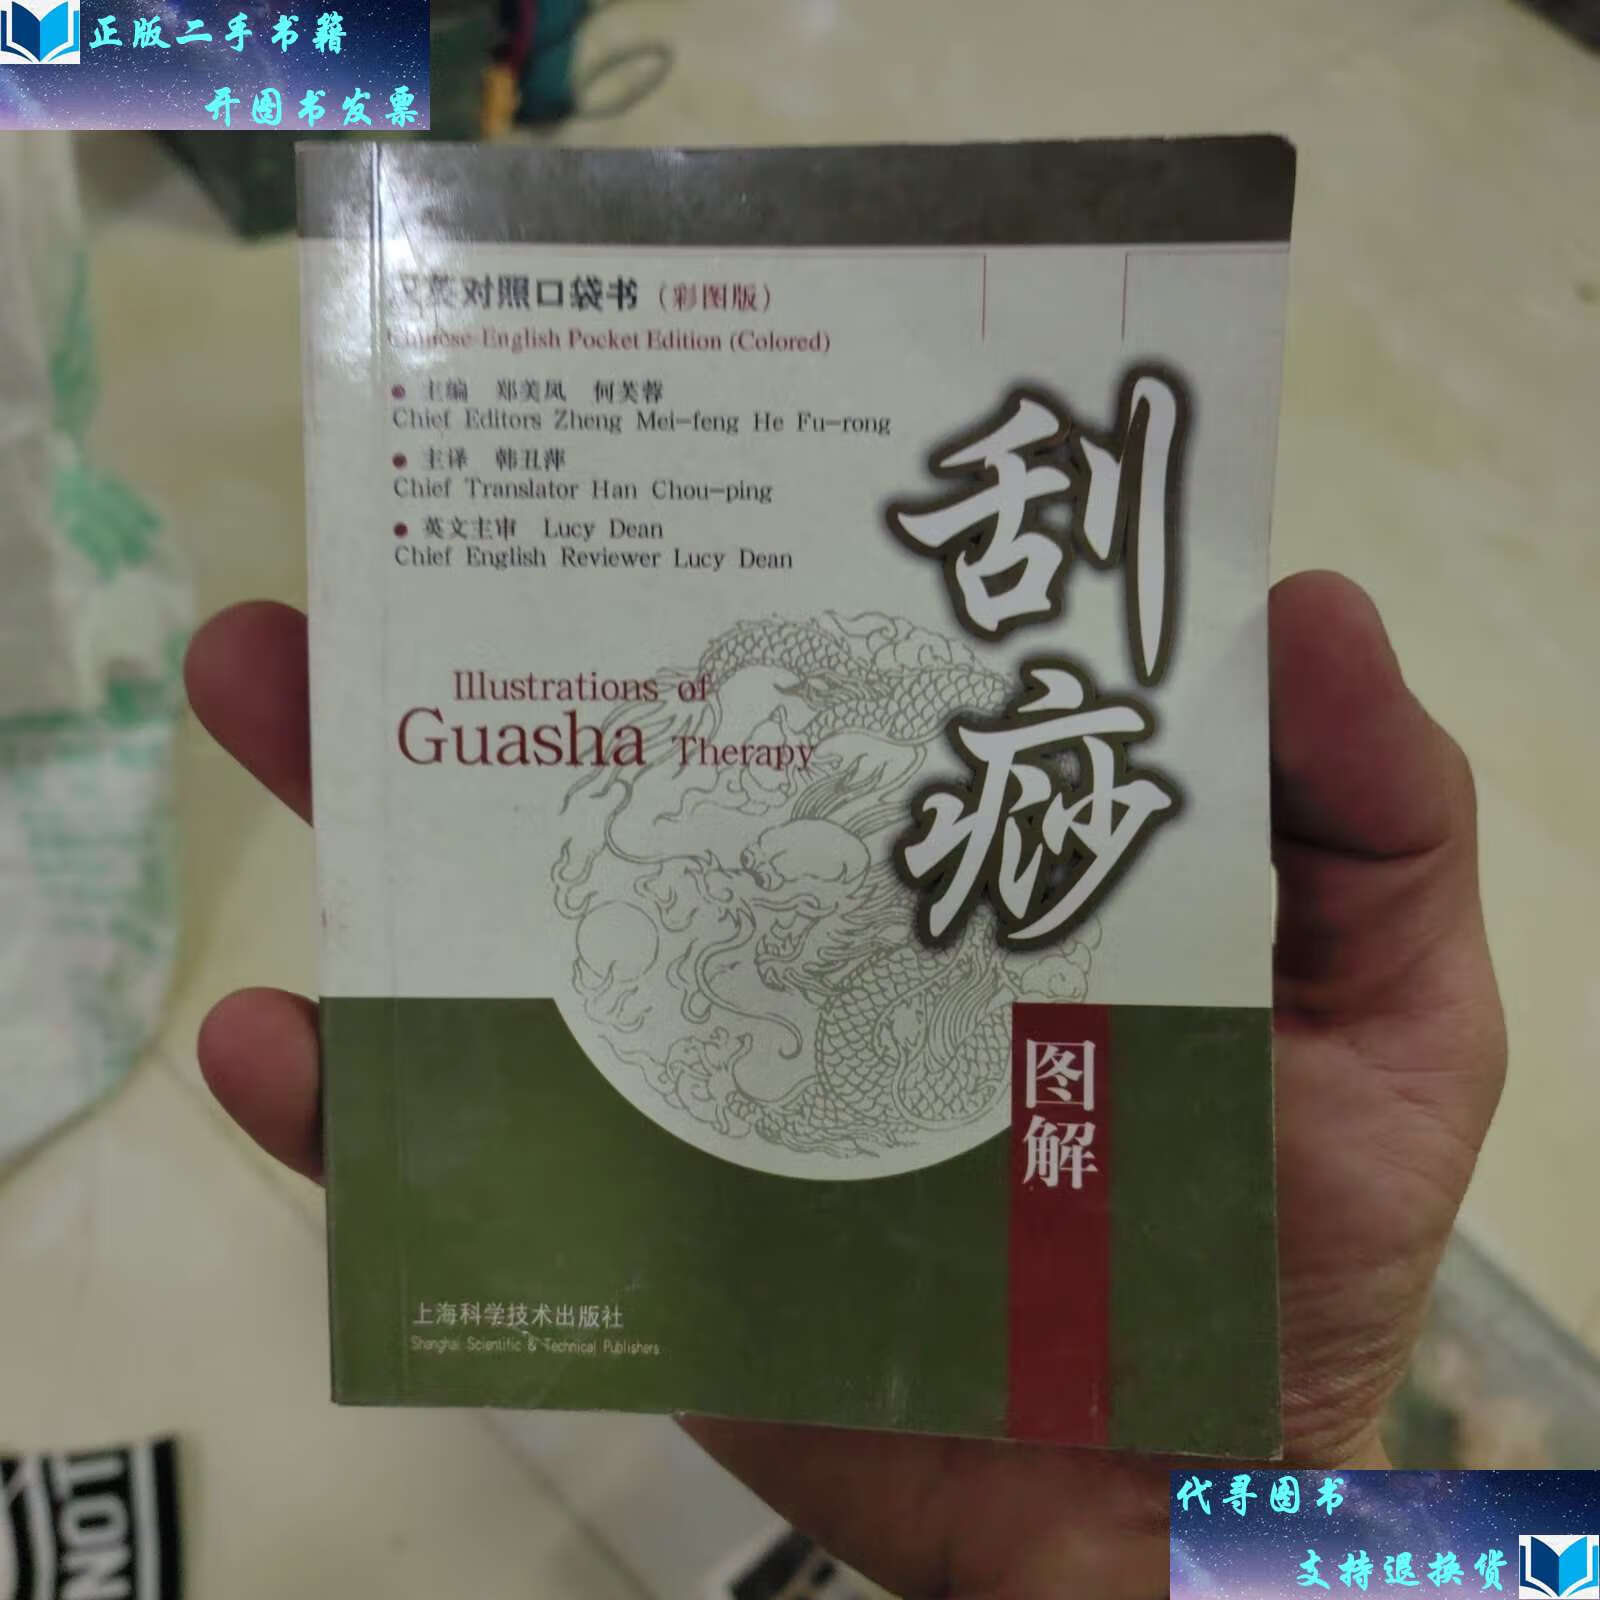 正版二手书籍
开图书发票
汉英对照口袋书（彩图版）
Chinese-English Pocket Edition (Colored)
主编 郑美凤 何芙蓉
Chief Editors Zheng Mei-feng He Fu-rong
主译 韩丑萍
Chief Translator Han Chou-ping
英文主审 Lucy Dean
Chief English Reviewer Lucy Dean
刮痧
Illustrations of
Guasha Therapy
图解
上海科学技术出版社
Shanghai Scientific & Technical Publishers
NOT
代寻图书
支持退换货